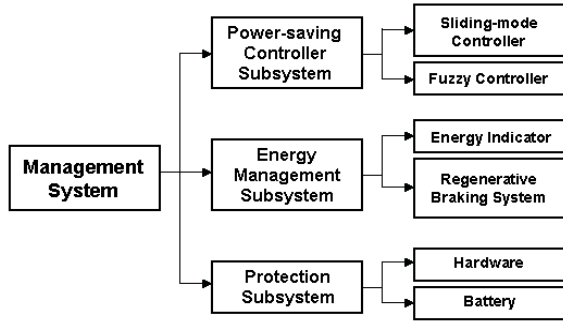 Management
System
Power-saving
Controller
Subsystem
Sliding-mode
Controller
Fuzzy Controller
Energy
Management
Subsystem
Energy Indicator
Regenerative
Braking System
Protection
Subsystem
Hardware
Battery